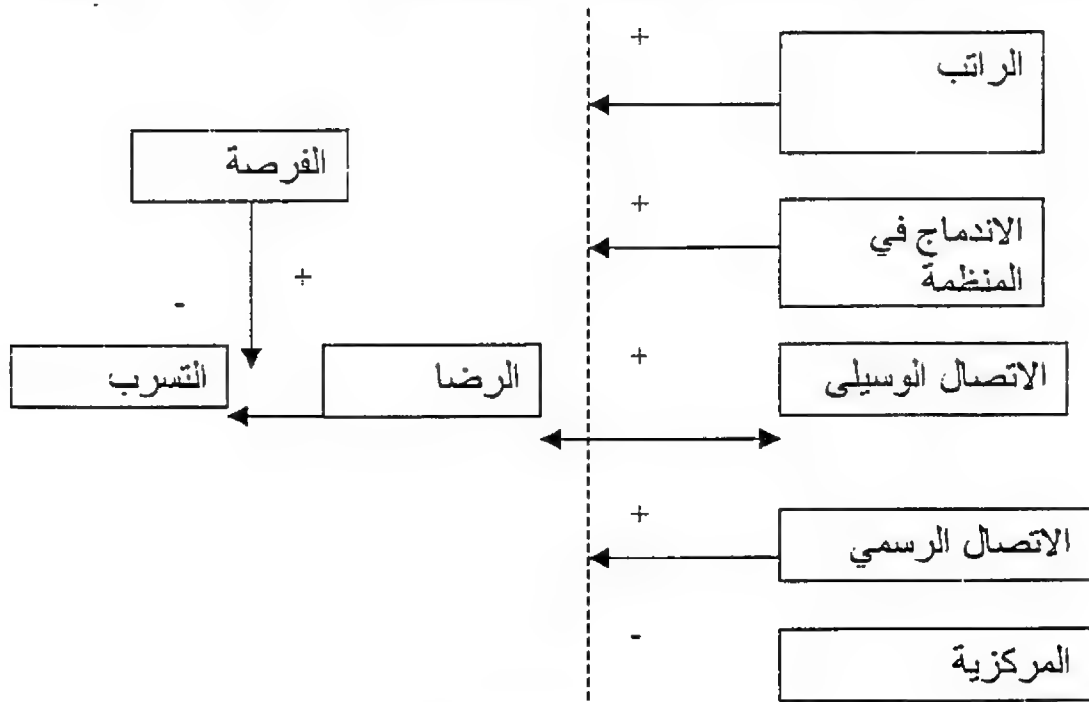 +
الراتب
الفرصة
+
الاندماج في
المنظمة
+
-
+
الاتصال الوسيلى
الرضا
التسرب
+
الاتصال الرسمي
-
المركزية